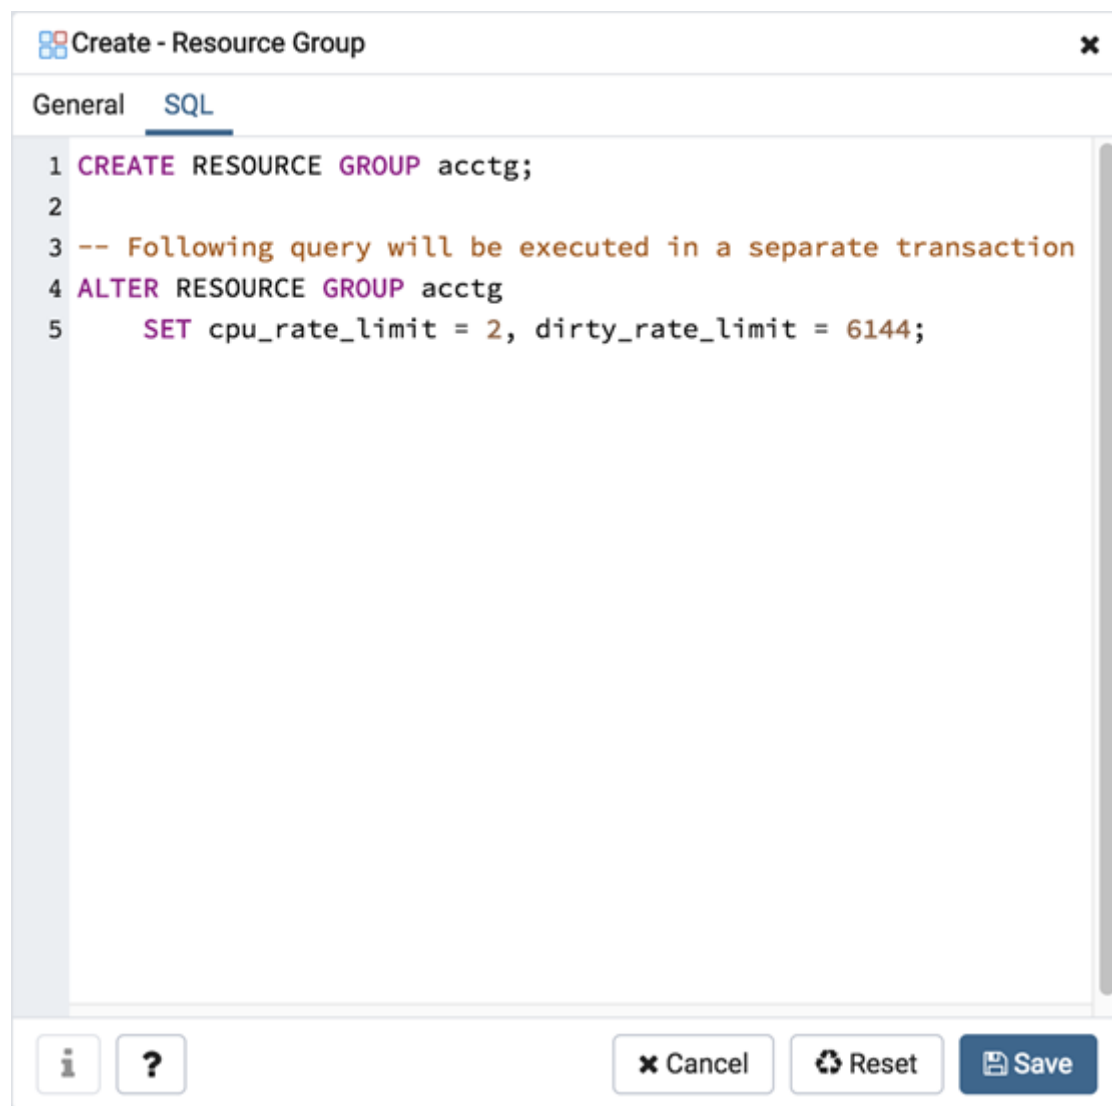 Create - Resource Group
General SQL
1 CREATE RESOURCE GROUP acctg;
2
3 -- Following query will be executed in a separate transaction
4 ALTER RESOURCE GROUP acctg
5     SET cpu_rate_limit = 2, dirty_rate_limit = 6144;
i ? Cancel Reset Save